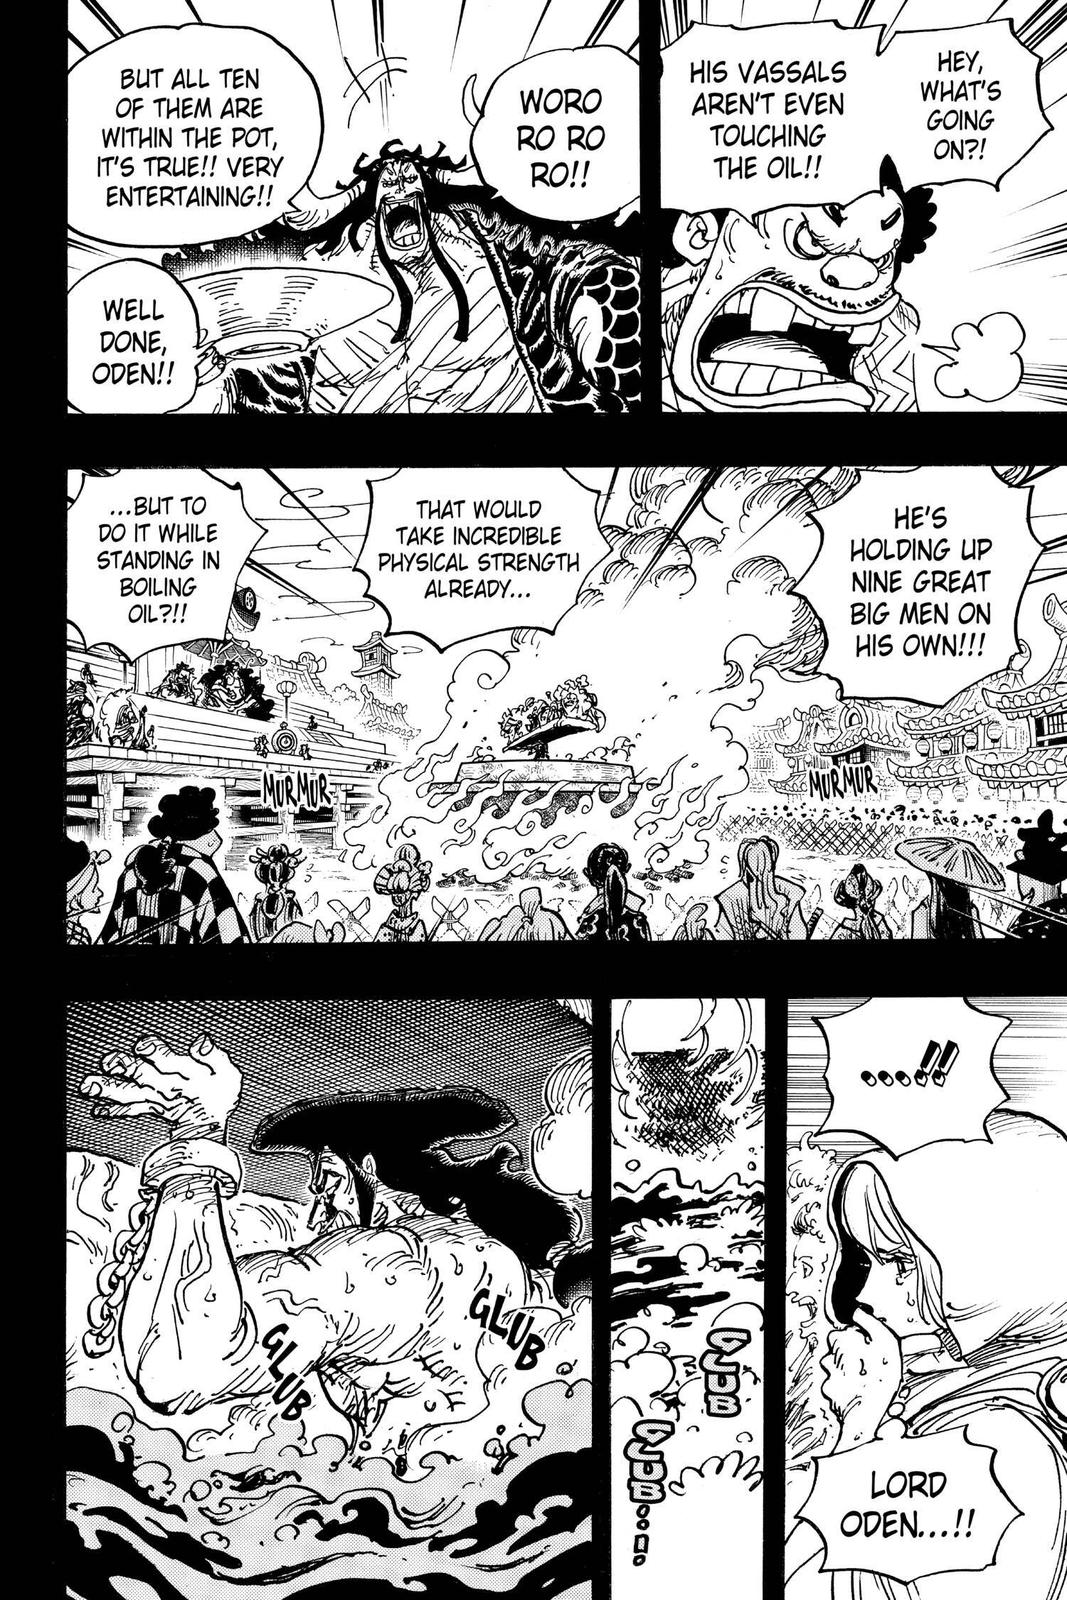 HEY,
WHAT'S
GOING
ON?!
HIS VASSALS
AREN'T EVEN
TOUCHING
THE OIL!!
WORO
RO RO
RO!!
BUT ALL TEN
OF THEM ARE
WITHIN THE POT,
IT'S TRUE!! VERY
ENTERTAINING!!
WELL
DONE,
ODEN!!
HE'S
HOLDING UP
NINE GREAT
BIG MEN ON
HIS OWN!!!
THAT WOULD
TAKE INCREDIBLE
PHYSICAL STRENGTH
ALREADY...
...BUT TO
DO IT WHILE
STANDING IN
BOILING
OIL?!!
MURMUR
MURMUR
....!!
LORD
ODEN...!!
GLUB
GLUB...
GLUB
GLUB